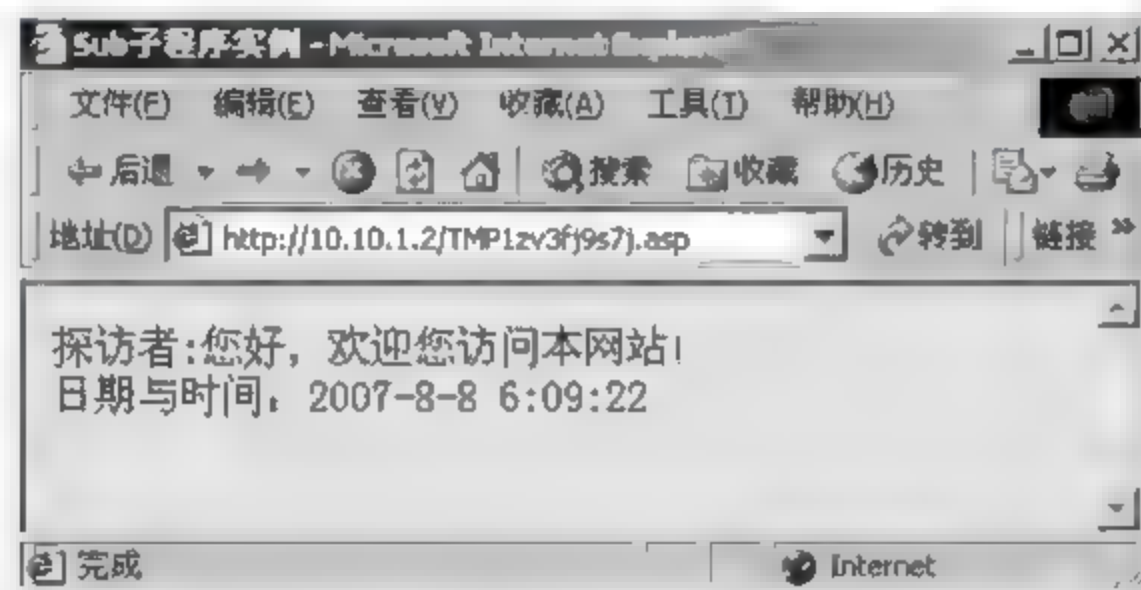 Sub子程序实例 - Microsoft Internet Explorer
文件(F) 编辑(E) 查看(V) 收藏(A) 工具(T) 帮助(H)
后退 搜索 收藏 历史
地址(D) http://10.10.1.2/TMP1zv3fj9s7j.asp 转到 链接 »
探访者:您好, 欢迎您访问本网站!
日期与时间: 2007-8-8 6:09:22
完成 Internet